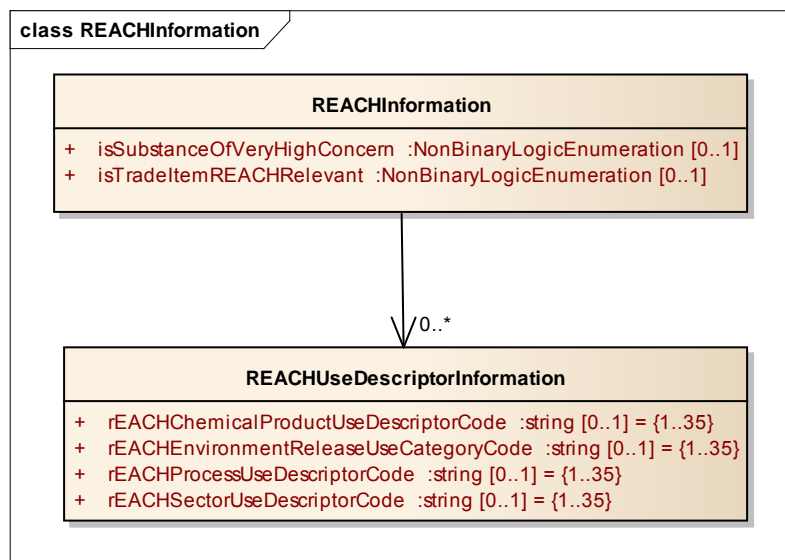 class REACHInformation
REACHInformation
+ isSubstanceOfVeryHighConcern :NonBinaryLogicEnumeration [0..1]
+ isTradeItemREACHRelevant :NonBinaryLogicEnumeration [0..1]
0..*
REACHUseDescriptorInformation
+ rEACHChemicalProductUseDescriptorCode :string [0..1] = {1..35}
+ rEACHEnvironmentReleaseUseCategoryCode :string [0..1] = {1..35}
+ rEACHProcessUseDescriptorCode :string [0..1] = {1..35}
+ rEACHSectorUseDescriptorCode :string [0..1] = {1..35}